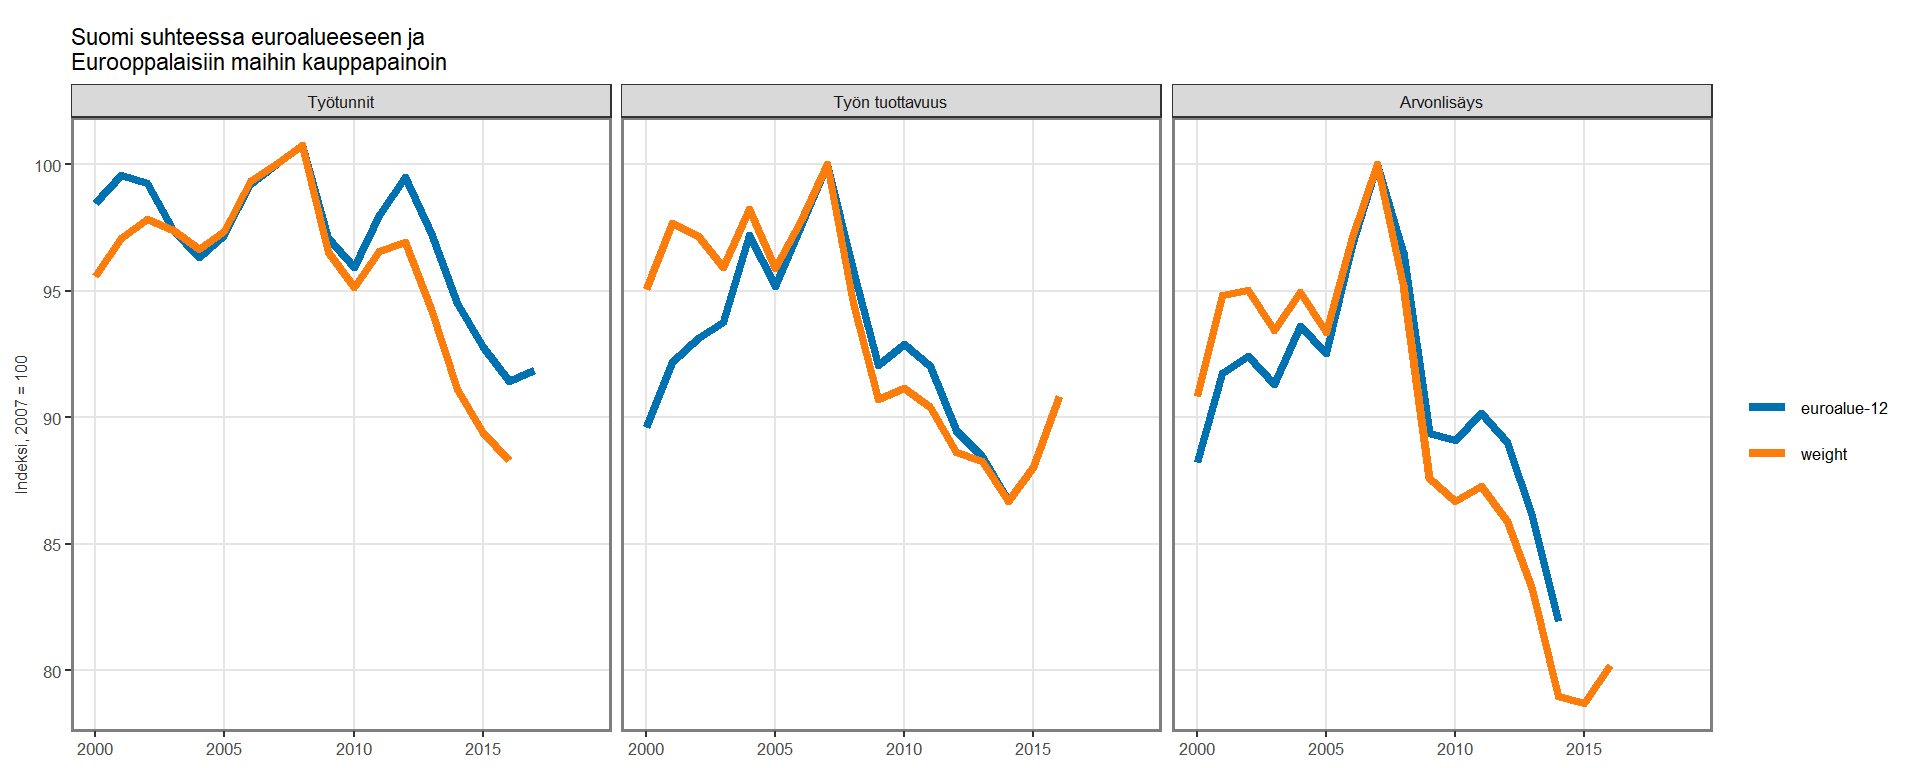 Suomi suhteessa euroalueeseen ja
Eurooppalaisiin maihin kauppapainoin
Työtunnit
Työn tuottavuus
Arvonlisäys
Indeksi, 2007 = 100
100
95
90
85
80
2000 2005 2010 2015
2000 2005 2010 2015
2000 2005 2010 2015
euroalue-12
weight